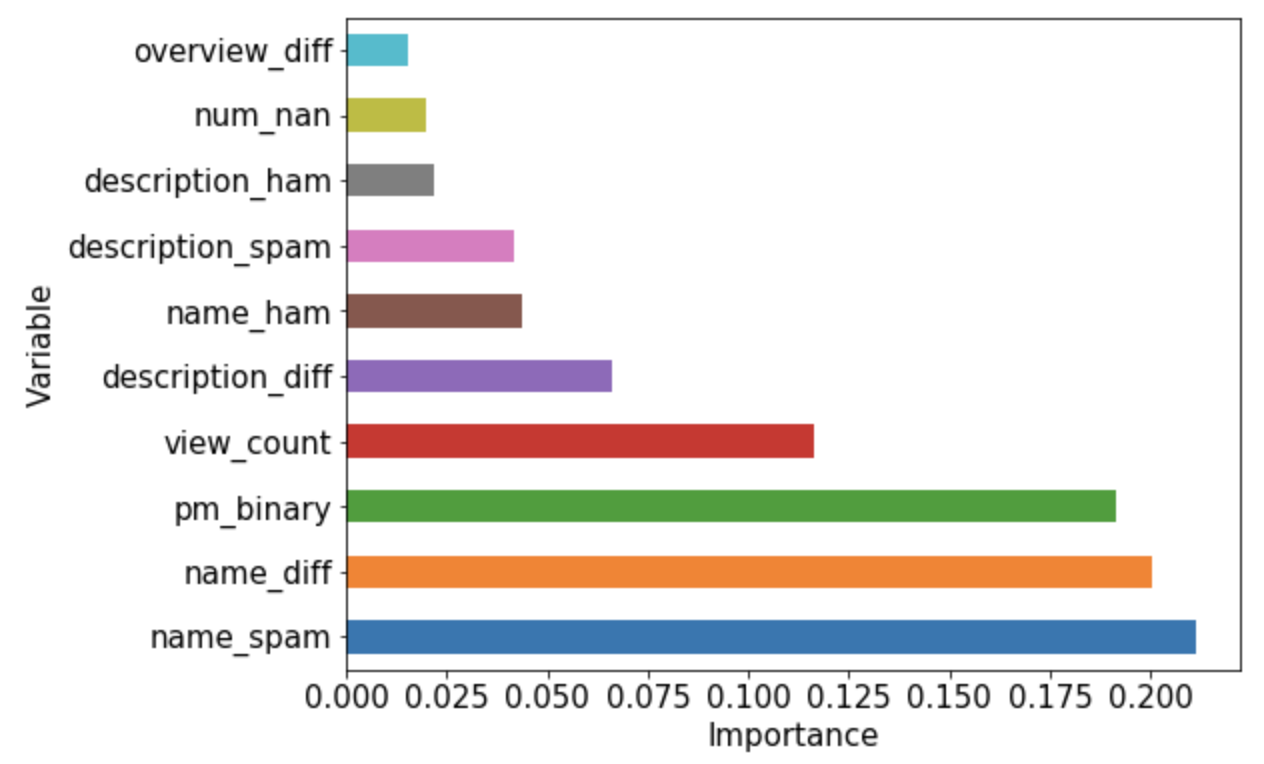 overview_diff
num_nan
description_ham
description_spam
name_ham
description_diff
view_count
pm_binary
name_diff
name_spam
Variable
0.000 0.025 0.050 0.075 0.100 0.125 0.150 0.175 0.200
Importance